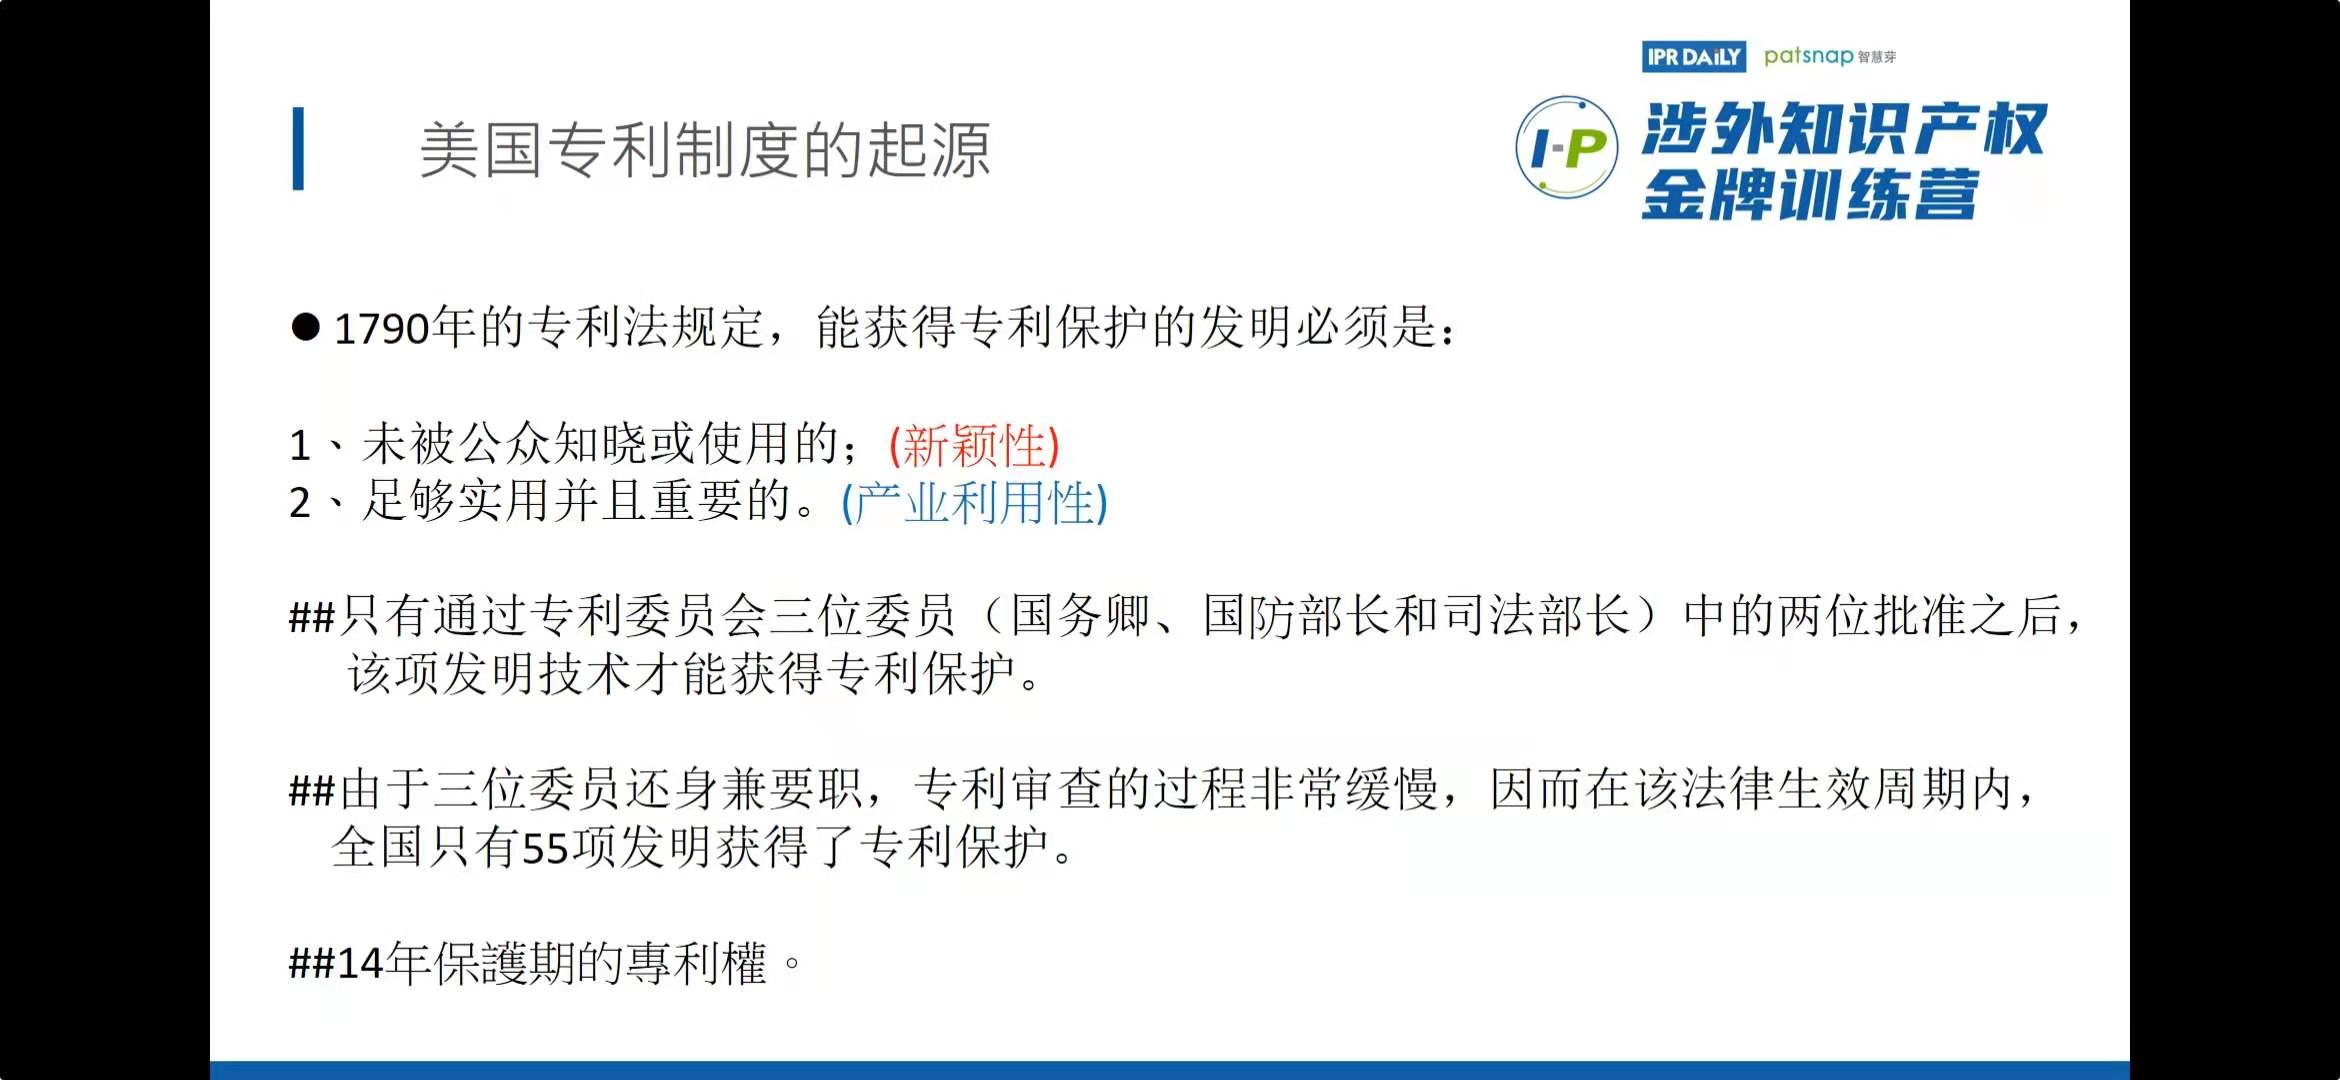 IPR DAILY patsnap 智慧芽
I-P 涉外知识产权
金牌训练营
美国专利制度的起源
●1790年的专利法规定，能获得专利保护的发明必须是：
1、未被公众知晓或使用的；(新颖性)
2、足够实用并且重要的。(产业利用性)
##只有通过专利委员会三位委员（国务卿、国防部长和司法部长）中的两位批准之后，
该项发明技术才能获得专利保护。
##由于三位委员还身兼要职，专利审查的过程非常缓慢，因而在该法律生效周期内，
全国只有55项发明获得了专利保护。
##14年保護期的專利權。